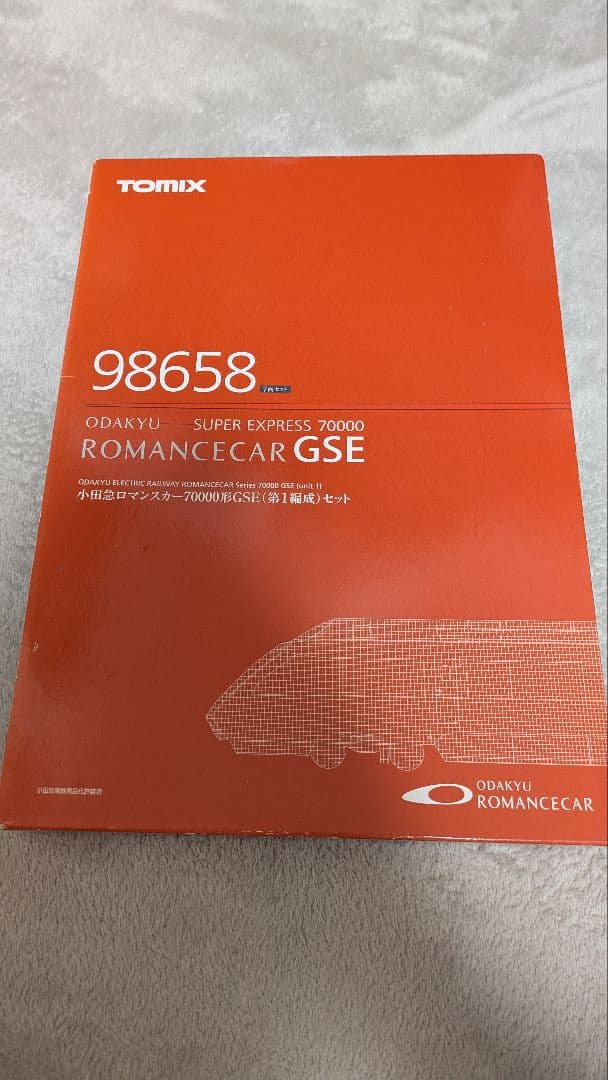 TOMIX
98658 7両セット
ODAKYU SUPER EXPRESS 70000
ROMANCECAR GSE
ODAKYU ELECTRIC RAILWAY ROMANCECAR Series 70000 GSE (unit 1)
小田急ロマンスカー70000形GSE(第1編成)セット
小田急電鉄商品化許諾済
ODAKYU
ROMANCECAR